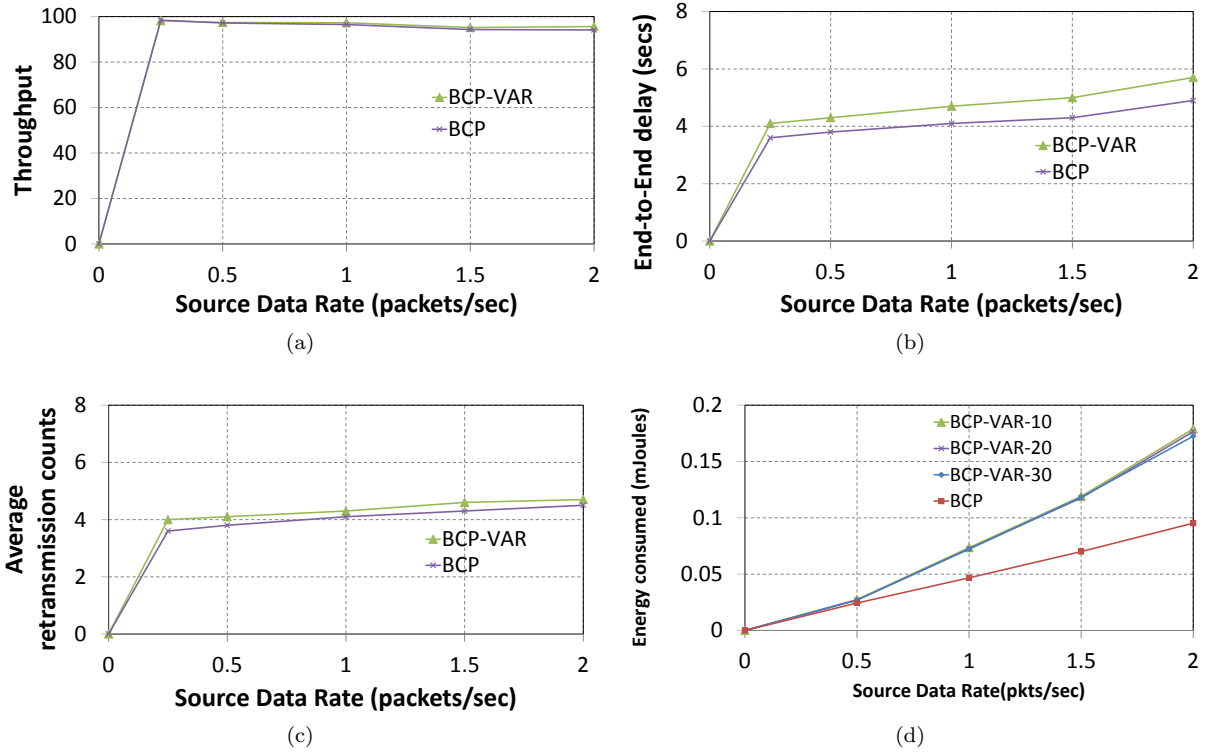 100
80
60
40
20
0
Throughput
BCP-VAR
BCP
0 0.5 1 1.5 2
Source Data Rate (packets/sec)
(a)
8
6
4
2
0
End-to-End delay (secs)
BCP-VAR
BCP
0 0.5 1 1.5 2
Source Data Rate (packets/sec)
(b)
8
6
4
2
0
Average
retransmission counts
BCP-VAR
BCP
0 0.5 1 1.5 2
Source Data Rate (packets/sec)
(c)
0.2
0.15
0.1
0.05
0
Energy consumed (mJoules)
BCP-VAR-10
BCP-VAR-20
BCP-VAR-30
BCP
0 0.5 1 1.5 2
Source Data Rate(pkts/sec)
(d)